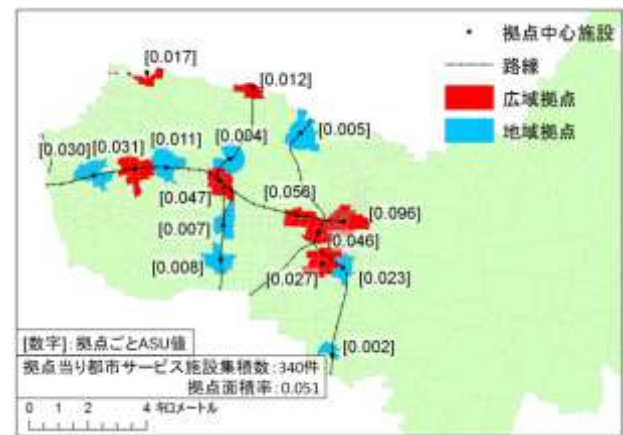 [0.017]
[0.012]
拠点中心施設
路線
広域拠点
地域拠点
[0.030]
[0.031]
[0.011]
[0.004]
[0.005]
[0.047]
[0.056]
[0.096]
[0.007]
[0.046]
[0.008]
[0.027]
[0.023]
[0.002]
[数字]:拠点ごとASU値
拠点当り都市サービス施設集積数:340件
拠点面積率:0.051
0 1 2 4 キロメートル